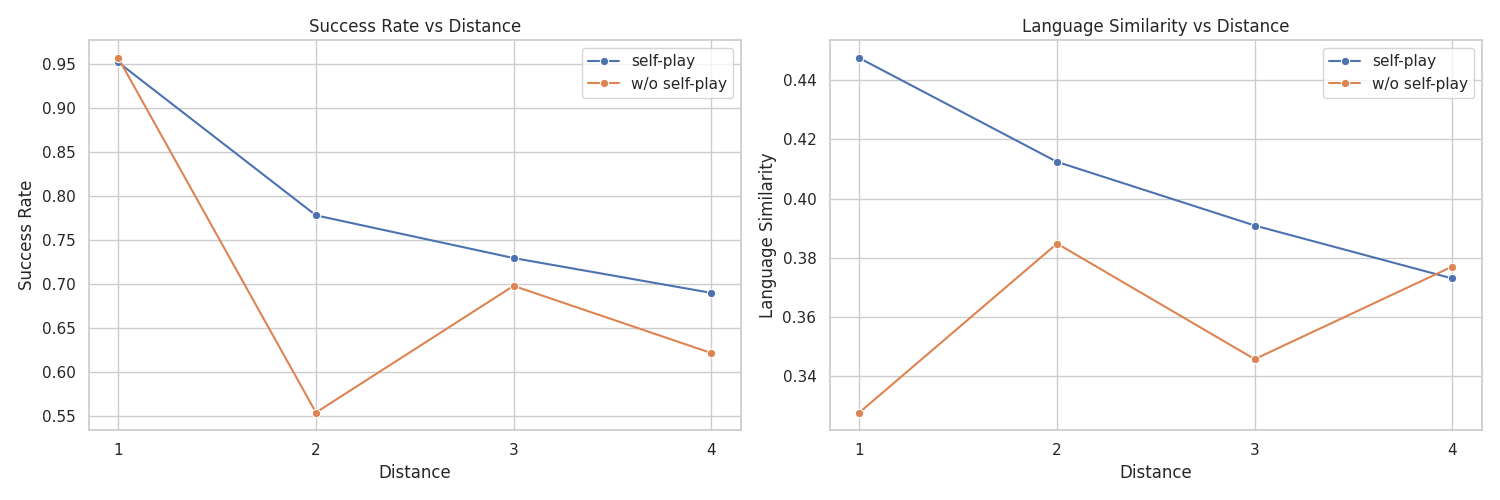 Success Rate vs Distance
self-play
w/o self-play
0.95
0.90
0.85
0.80
0.75
0.70
0.65
0.60
0.55
Success Rate
1 2 3 4
Distance
Language Similarity vs Distance
self-play
w/o self-play
0.44
0.42
0.40
0.38
0.36
0.34
Language Similarity
1 2 3 4
Distance